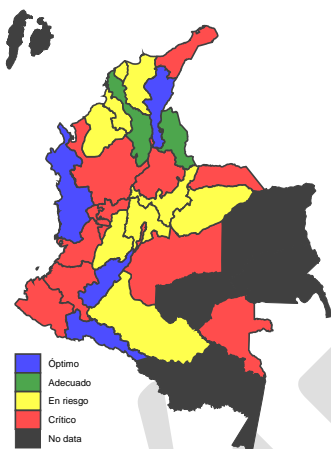 Óptimo
Adecuado
En riesgo
Crítico
No data